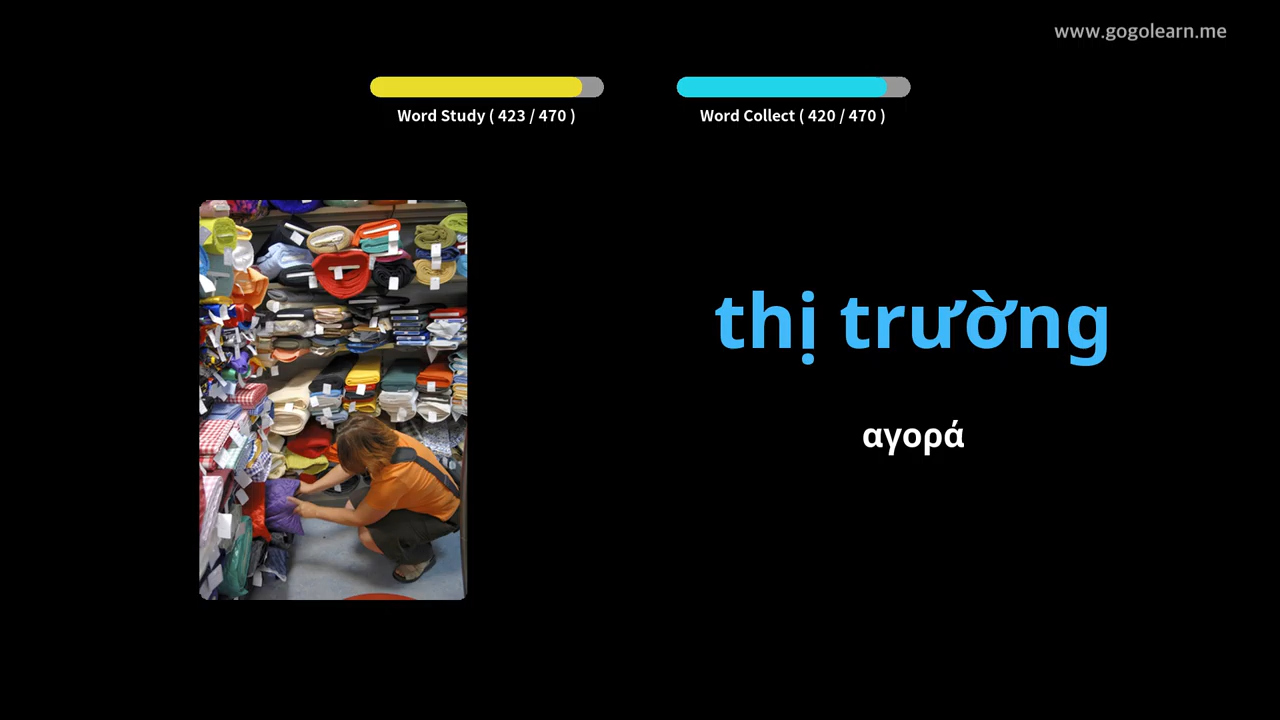 www.gogolearn.me
Word Study ( 423 / 470 )
Word Collect ( 420 / 470 )
thị trường
αγορά